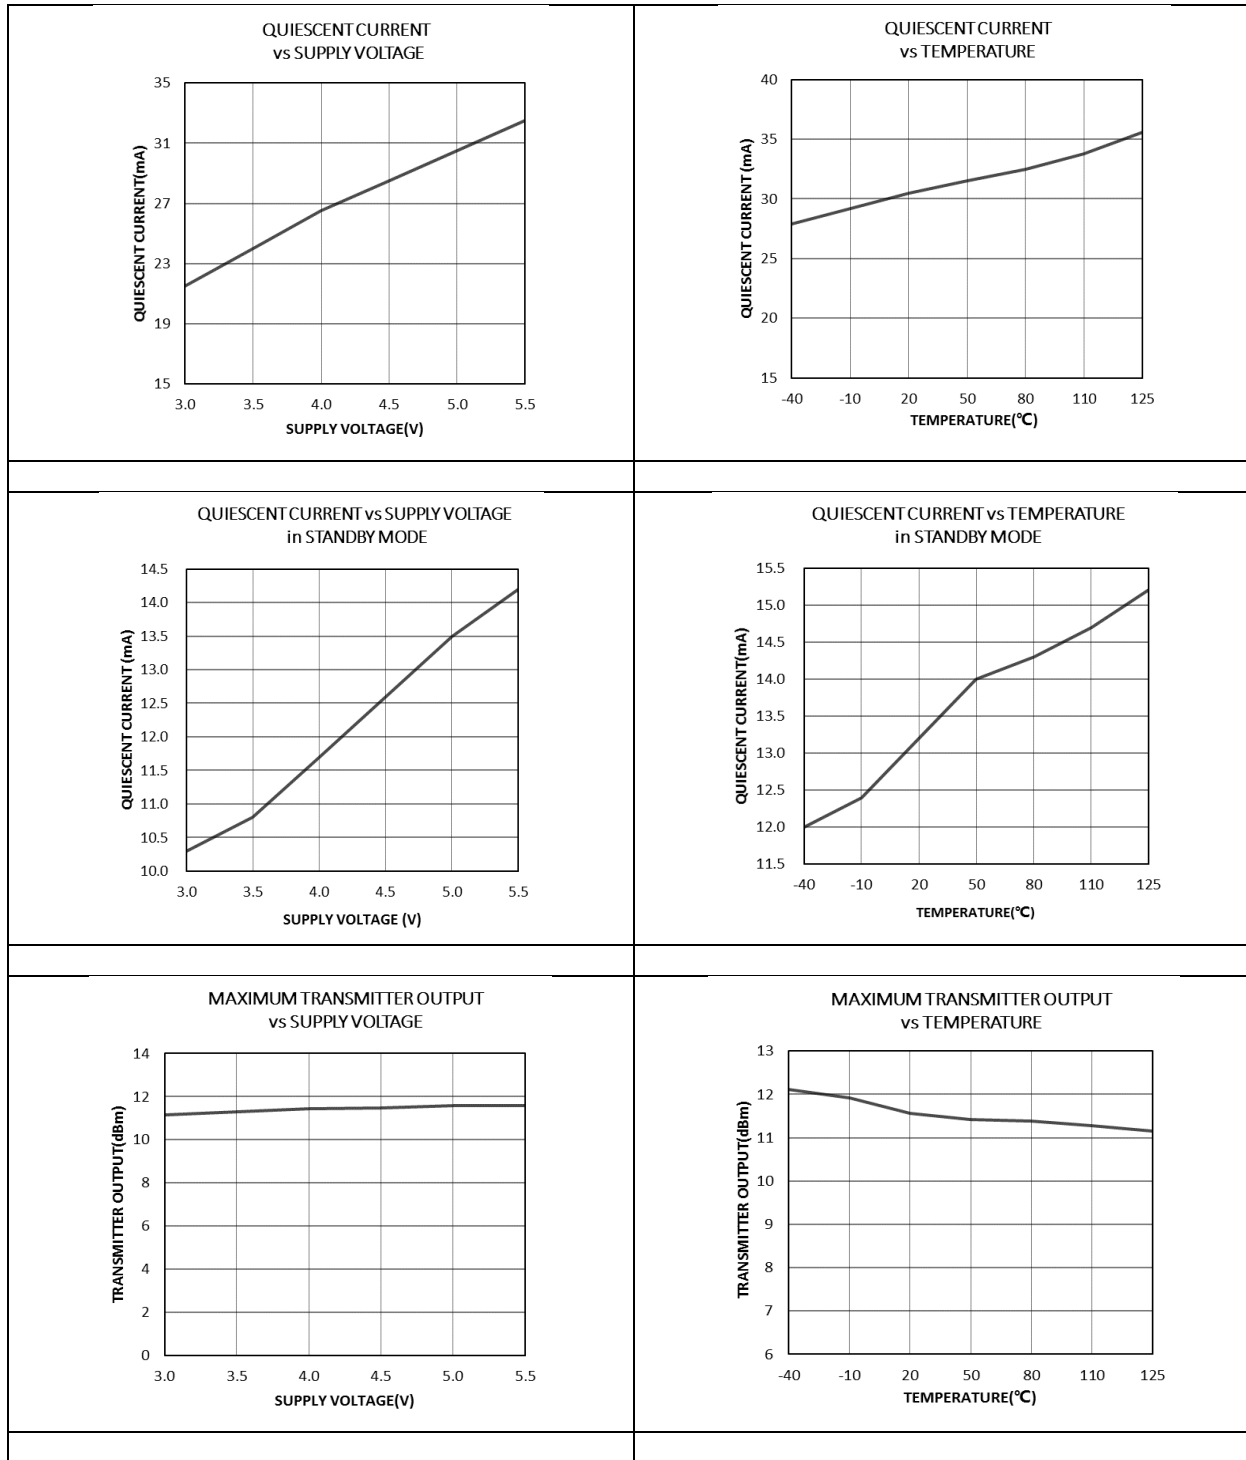 QUIESCENT CURRENT
vs SUPPLY VOLTAGE
35
31
27
23
19
15
QUIESCENT CURRENT(mA)
3.0 3.5 4.0 4.5 5.0 5.5
SUPPLY VOLTAGE(V)
QUIESCENT CURRENT
vs TEMPERATURE
40
35
30
25
20
15
QUIESCENT CURRENT (mA)
-40 -10 20 50 80 110 125
TEMPERATURE(℃)
QUIESCENT CURRENT vs SUPPLY VOLTAGE
in STANDBY MODE
14.5
14.0
13.5
13.0
12.5
12.0
11.5
11.0
10.5
10.0
QUIESCENT CURRENT (mA)
3.0 3.5 4.0 4.5 5.0 5.5
SUPPLY VOLTAGE (V)
QUIESCENT CURRENT vs TEMPERATURE
in STANDBY MODE
15.5
15.0
14.5
14.0
13.5
13.0
12.5
12.0
11.5
QUIESCENT CURRENT(mA)
-40 -10 20 50 80 110 125
TEMPERATURE(℃)
MAXIMUM TRANSMITTER OUTPUT
vs SUPPLY VOLTAGE
14
12
10
8
6
4
2
0
TRANSMITTER OUTPUT(dBm)
3.0 3.5 4.0 4.5 5.0 5.5
SUPPLY VOLTAGE(V)
MAXIMUM TRANSMITTER OUTPUT
vs TEMPERATURE
13
12
11
10
9
8
7
6
TRANSMITTER OUTPUT(dBm)
-40 -10 20 50 80 110 125
TEMPERATURE(℃)